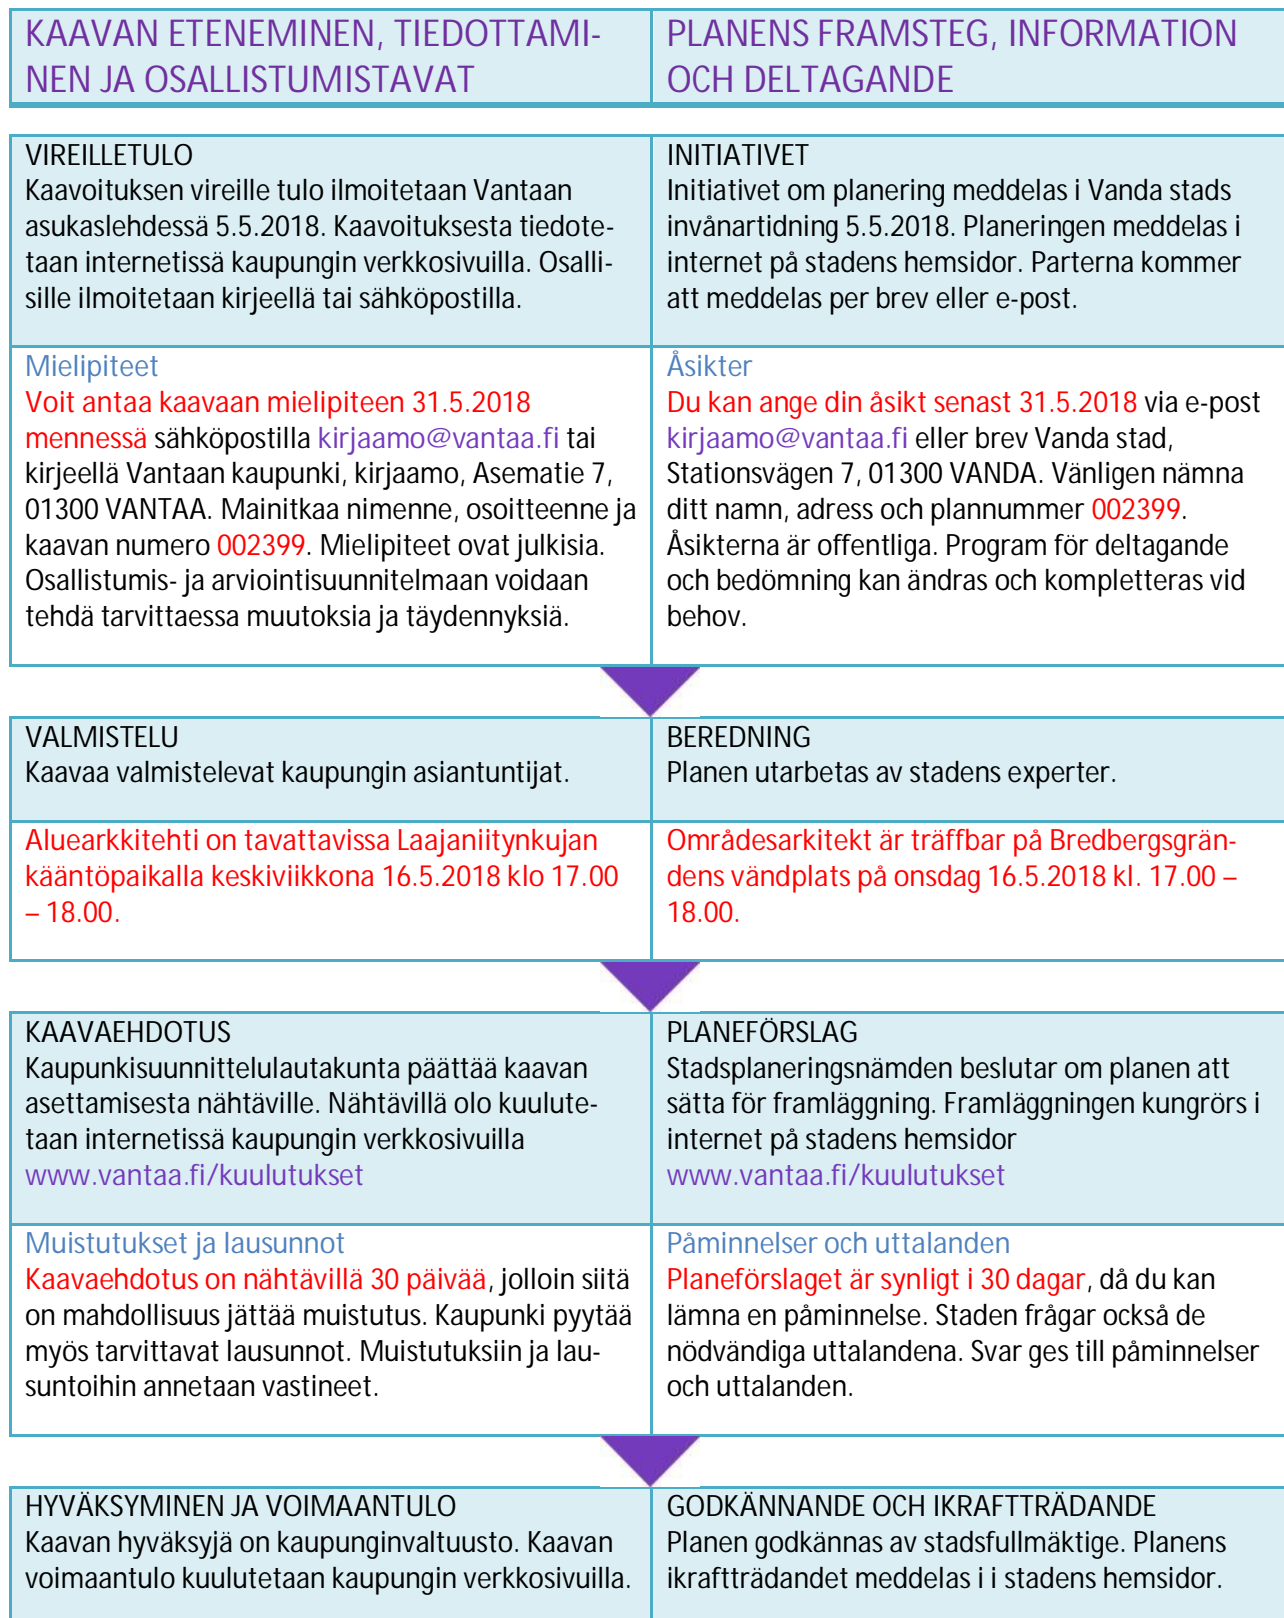 KAAVAN ETENEMINEN, TIEDOTTAMI-
NEN JA OSALLISTUMISTAVAT
PLANENS FRAMSTEG, INFORMATION
OCH DELTAGANDE
VIREILLETULO
Kaavoituksen vireille tulo ilmoitetaan Vantaan
asukaslehdessä 5.5.2018. Kaavoituksesta tiedote-
taan internetissä kaupungin verkkosivuilla. Osalli-
sille ilmoitetaan kirjeellä tai sähköpostilla.
INITIATIVET
Initiativet om planering meddelas i Vanda stads
invånartidning 5.5.2018. Planeringen meddelas i
internet på stadens hemsidor. Parterna kommer
att meddelas per brev eller e-post.
Mielipiteet
Voit antaa kaavaan mielipiteen 31.5.2018
mennessä sähköpostilla kirjaamo@vantaa.fi tai
kirjeellä Vantaan kaupunki, kirjaamo, Asematie 7,
01300 VANTAA. Mainitkaa nimenne, osoitteenne ja
kaavan numero 002399. Mielipiteet ovat julkisia.
Osallistumis- ja arviointisuunnitelmaan voidaan
tehdä tarvittaessa muutoksia ja täydennyksiä.
Åsikter
Du kan ange din åsikt senast 31.5.2018 via e-post
kirjaamo@vantaa.fi eller brev Vanda stad,
Stationsvägen 7, 01300 VANDA. Vänligen nämna
ditt namn, adress och plannummer 002399.
Åsikterna är offentliga. Program för deltagande
och bedömning kan ändras och kompletteras vid
behov.
VALMISTELU
Kaavaa valmistelevat kaupungin asiantuntijat.
BEREDNING
Planen utarbetas av stadens experter.
Aluearkkitehti on tavattavissa Laajaniitynkujan
kääntöpaikalla keskiviikkona 16.5.2018 klo 17.00
– 18.00.
Områdesarkitekt är träffbar på Bredbergsgrän-
dens vändplats på onsdag 16.5.2018 kl. 17.00 –
18.00.
KAAVAEHDOTUS
Kaupunkisuunnittelulautakunta päättää kaavan
asettamisesta nähtäville. Nähtävillä olo kuulute-
taan internetissä kaupungin verkkosivuilla
www.vantaa.fi/kuulutukset
PLANEFÖRSLAG
Stadsplaneringsnämden beslutar om planen att
sätta för framläggning. Framläggningen kungrörs i
internet på stadens hemsidor
www.vantaa.fi/kuulutukset
Muistutukset ja lausunnot
Kaavaehdotus on nähtävillä 30 päivää, jolloin siitä
on mahdollisuus jättää muistutus. Kaupunki pyytää
myös tarvittavat lausunnot. Muistutuksiin ja lau-
suntoihin annetaan vastineet.
Påminnelser och uttalanden
Planeförslaget är synligt i 30 dagar, då du kan
lämna en påminnelse. Staden frågar också de
nödvändiga uttalandena. Svar ges till påminnelser
och uttalanden.
HYVÄKSYMINEN JA VOIMAANTULO
Kaavan hyväksyjä on kaupunginvaltuusto. Kaavan
voimaantulo kuulutetaan kaupungin verkkosivuilla.
GODKÄNNANDE OCH IKRAFTTRÄDANDE
Planen godkännas av stadsfullmäktige. Planens
ikraftträdandet meddelas i i stadens hemsidor.